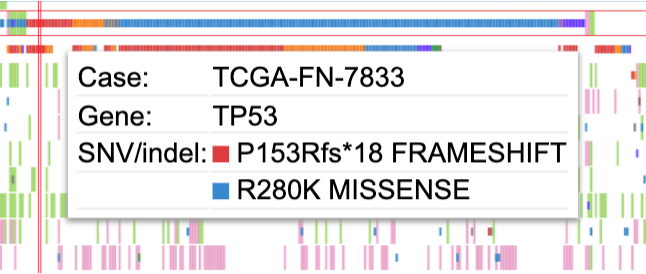 Case: TCGA-FN-7833
Gene: TP53
SNV/indel: P153Rfs*18 FRAMESHIFT
R280K MISSENSE